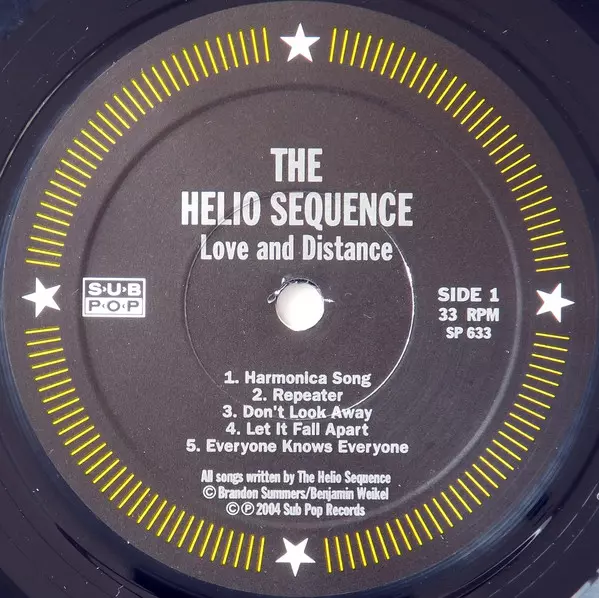 THE
HELIO SEQUENCE
Love and Distance
SUB
POP
SIDE 1
33 RPM
SP 633
1. Harmonica Song
2. Repeater
3. Don't Look Away
4. Let It Fall Apart
5. Everyone Knows Everyone
All songs written by The Helio Sequence
© Brandon Summers/Benjamin Weikel
© ℗ 2004 Sub Pop Records